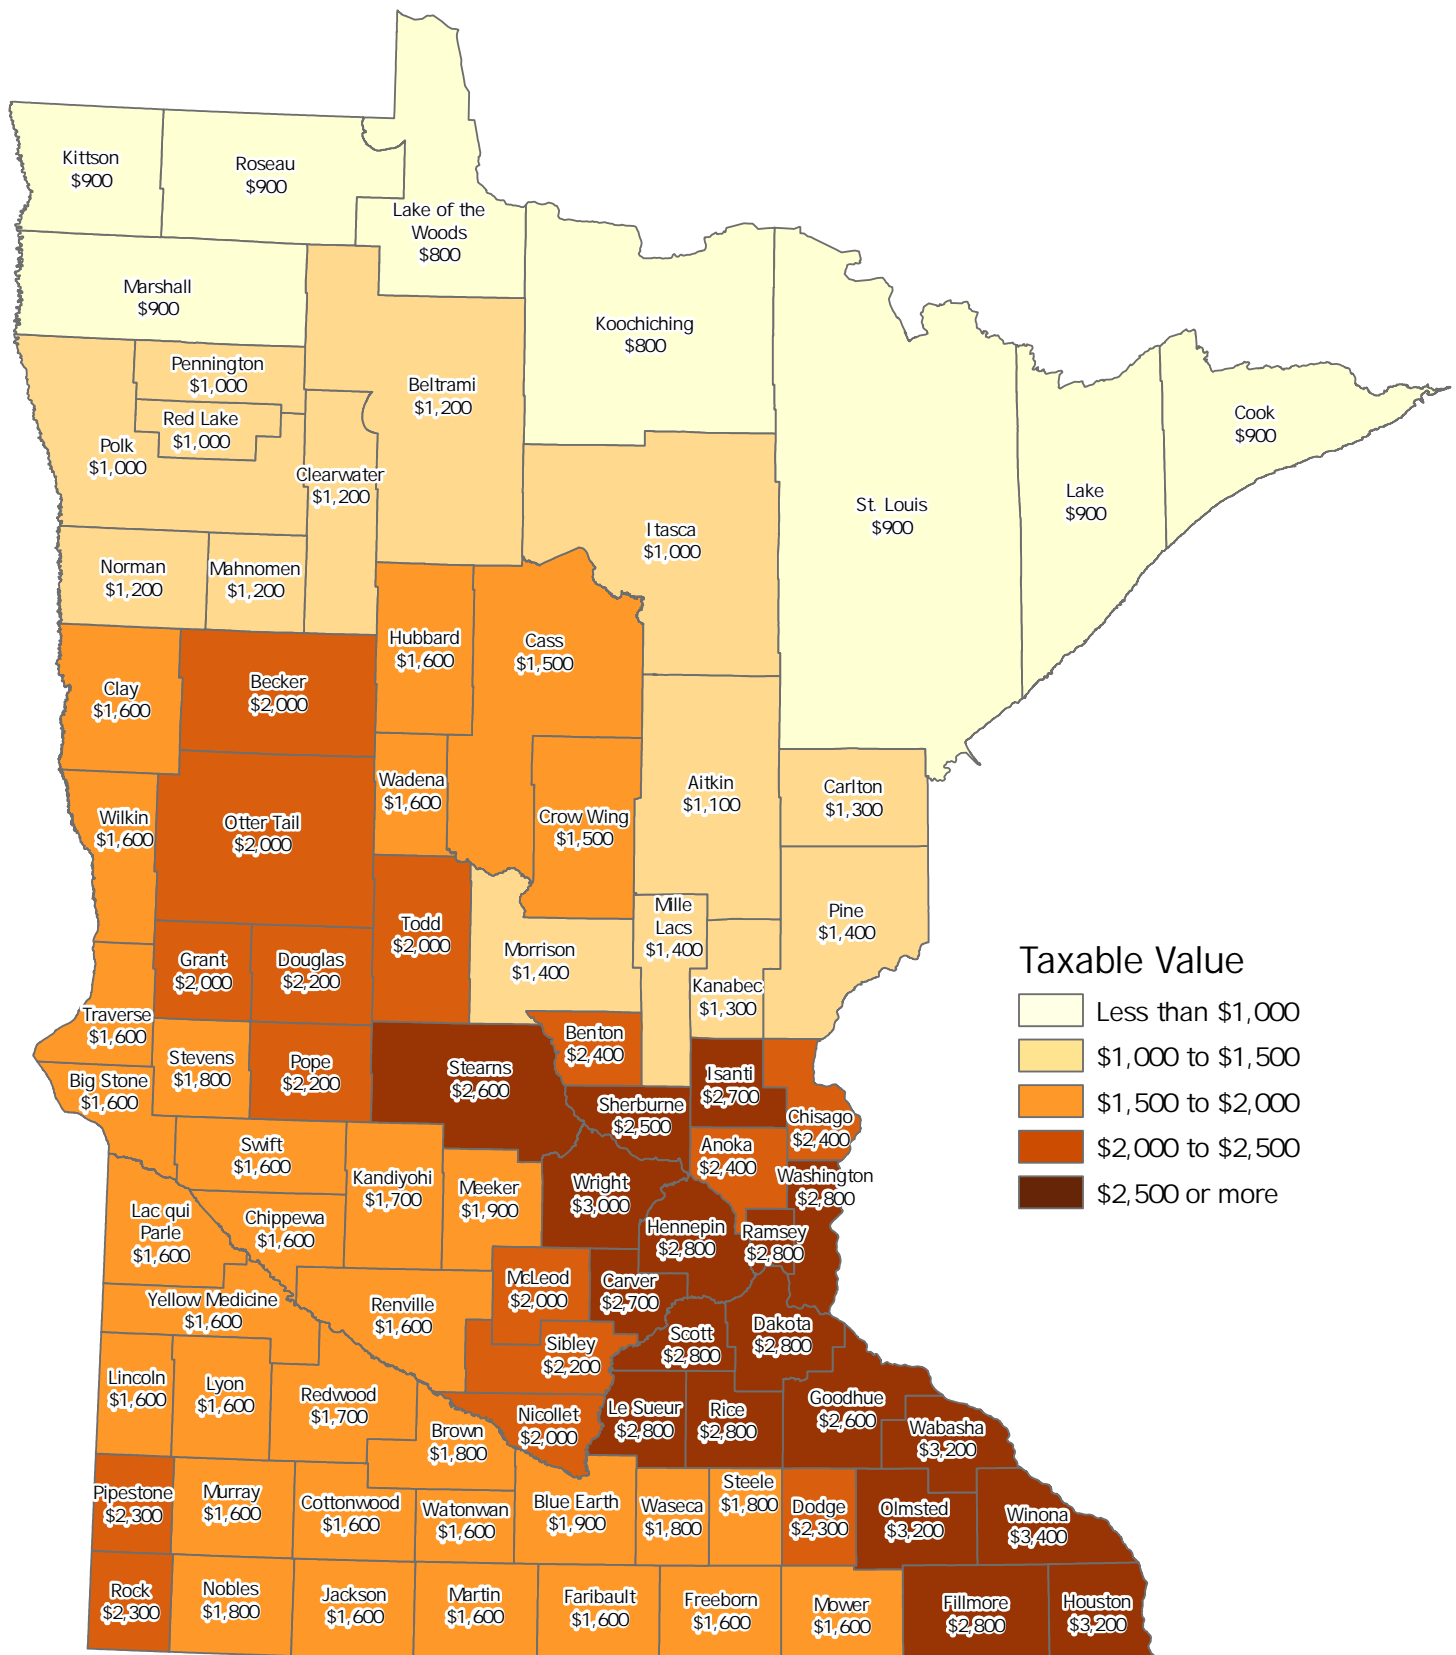 Kittson
$900
Roseau
$900
Lake of the
Woods
$800
Marshall
$900
Koochiching
$800
Pennington
$1,000
Beltrami
$1,200
Red Lake
$1,000
Polk
$1,000
Clearwater
$1,200
Cook
$900
Lake
$900
St. Louis
$900
Itasca
$1,000
Norman
$1,200
Mahnomen
$1,200
Hubbard
$1,600
Cass
$1,500
Clay
$1,600
Becker
$2,000
Wadena
$1,600
Aitkin
$1,100
Carlton
$1,300
Wilkin
$1,600
Otter Tail
$2,000
Crow Wing
$1,500
Mille
Lacs
$1,400
Pine
$1,400
Todd
$2,000
Morrison
$1,400
Grant
$2,000
Douglas
$2,200
Kanabec
$1,300
Taxable Value
Less than $1,000
$1,000 to $1,500
$1,500 to $2,000
$2,000 to $2,500
$2,500 or more
Traverse
$1,600
Stevens
$1,800
Pope
$2,200
Stearns
$2,600
Benton
$2,400
Isanti
$2,700
Big Stone
$1,600
Sherburne
$2,500
Chisago
$2,400
Swift
$1,600
Anoka
$2,400
Kandiyohi
$1,700
Meeker
$1,900
Wright
$3,000
Washington
$2,800
Lac qui
Parle
$1,600
Chippewa
$1,600
Hennepin
$2,800
Ramsey
$2,800
McLeod
$2,000
Carver
$2,700
Yellow Medicine
$1,600
Renville
$1,600
Sibley
$2,200
Scott
$2,800
Dakota
$2,800
Lincoln
$1,600
Lyon
$1,600
Redwood
$1,700
Nicollet
$2,000
Le Sueur
$2,800
Rice
$2,800
Goodhue
$2,600
Wabasha
$3,200
Brown
$1,800
Pipestone
$2,300
Murray
$1,600
Cottonwood
$1,600
Watonwan
$1,600
Blue Earth
$1,900
Waseca
$1,800
Steele
$1,800
Dodge
$2,300
Olmsted
$3,200
Winona
$3,400
Rock
$2,300
Nobles
$1,800
Jackson
$1,600
Martin
$1,600
Faribault
$1,600
Freeborn
$1,600
Mower
$1,600
Fillmore
$2,800
Houston
$3,200